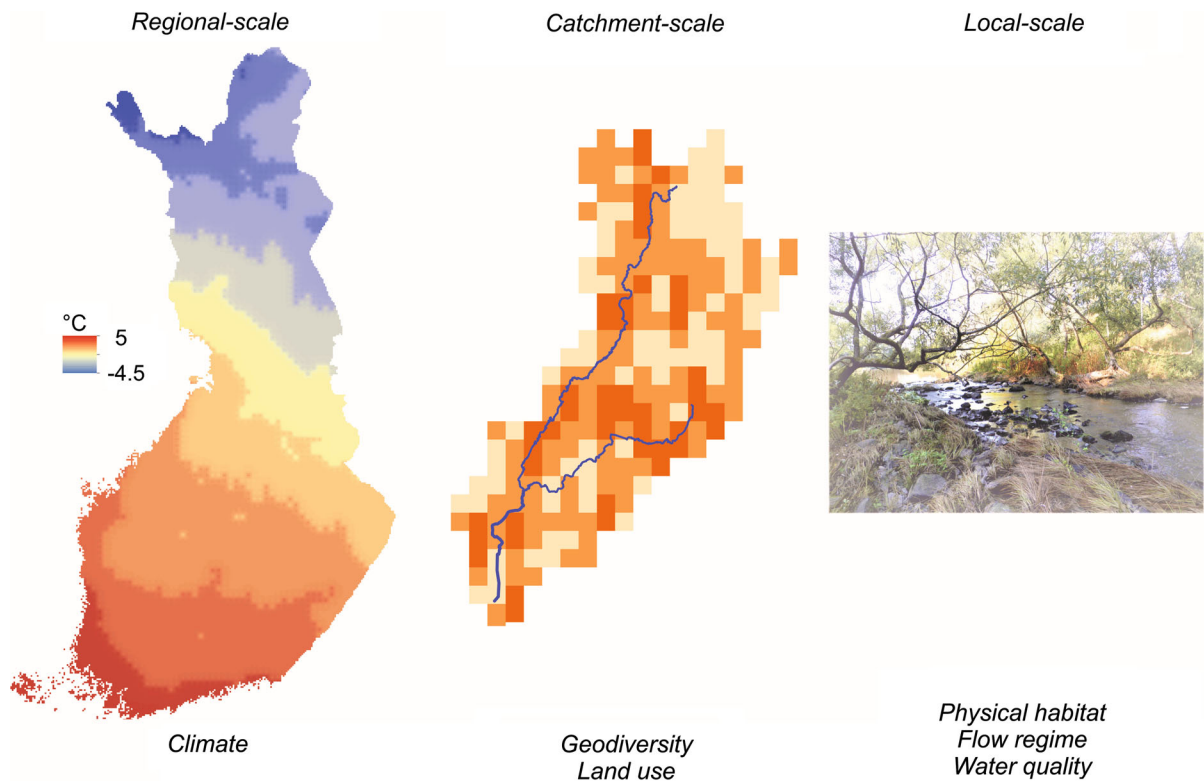 Regional-scale
Catchment-scale
Local-scale
°C
5
-4.5
Climate
Geodiversity
Land use
Physical habitat
Flow regime
Water quality